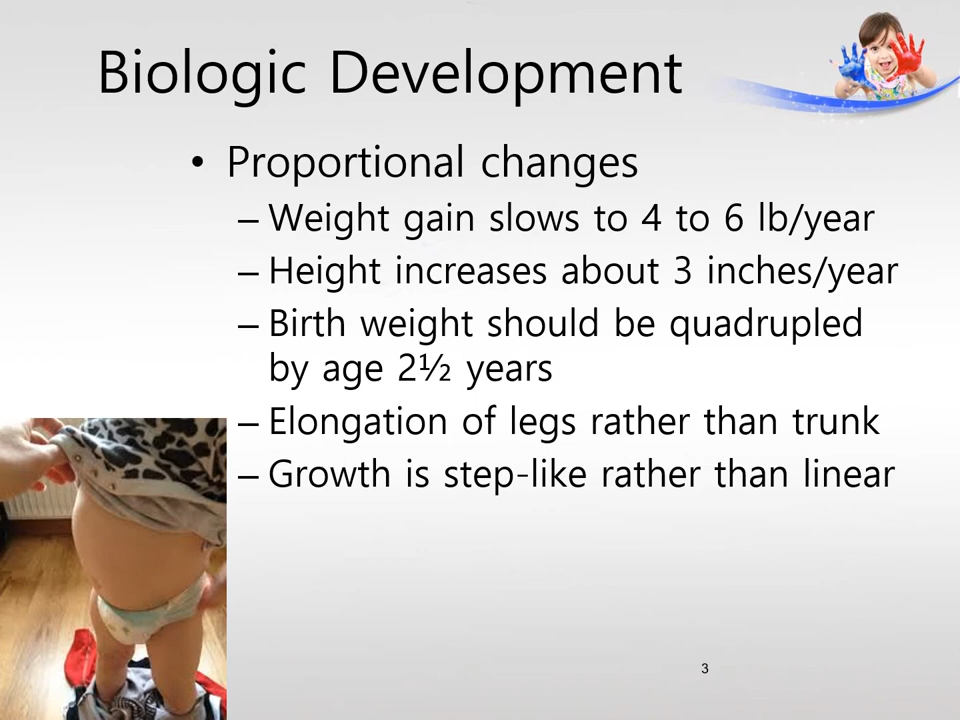 Biologic Development
• Proportional changes
– Weight gain slows to 4 to 6 lb/year
– Height increases about 3 inches/year
– Birth weight should be quadrupled
by age 2½ years
– Elongation of legs rather than trunk
– Growth is step-like rather than linear
3